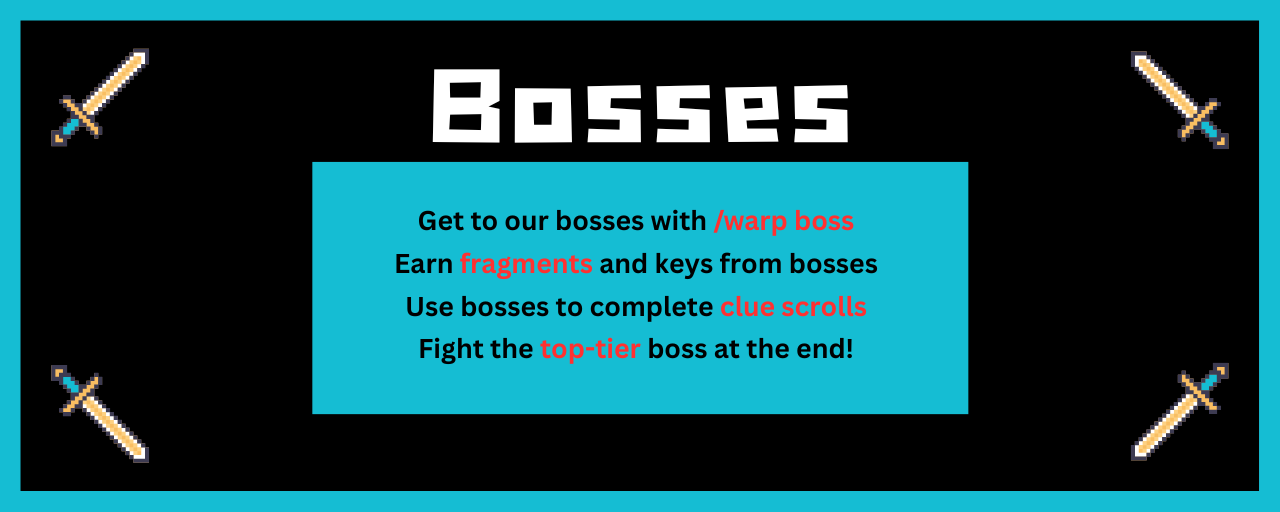 Bosses
Get to our bosses with /warp boss
Earn fragments and keys from bosses
Use bosses to complete clue scrolls
Fight the top-tier boss at the end!